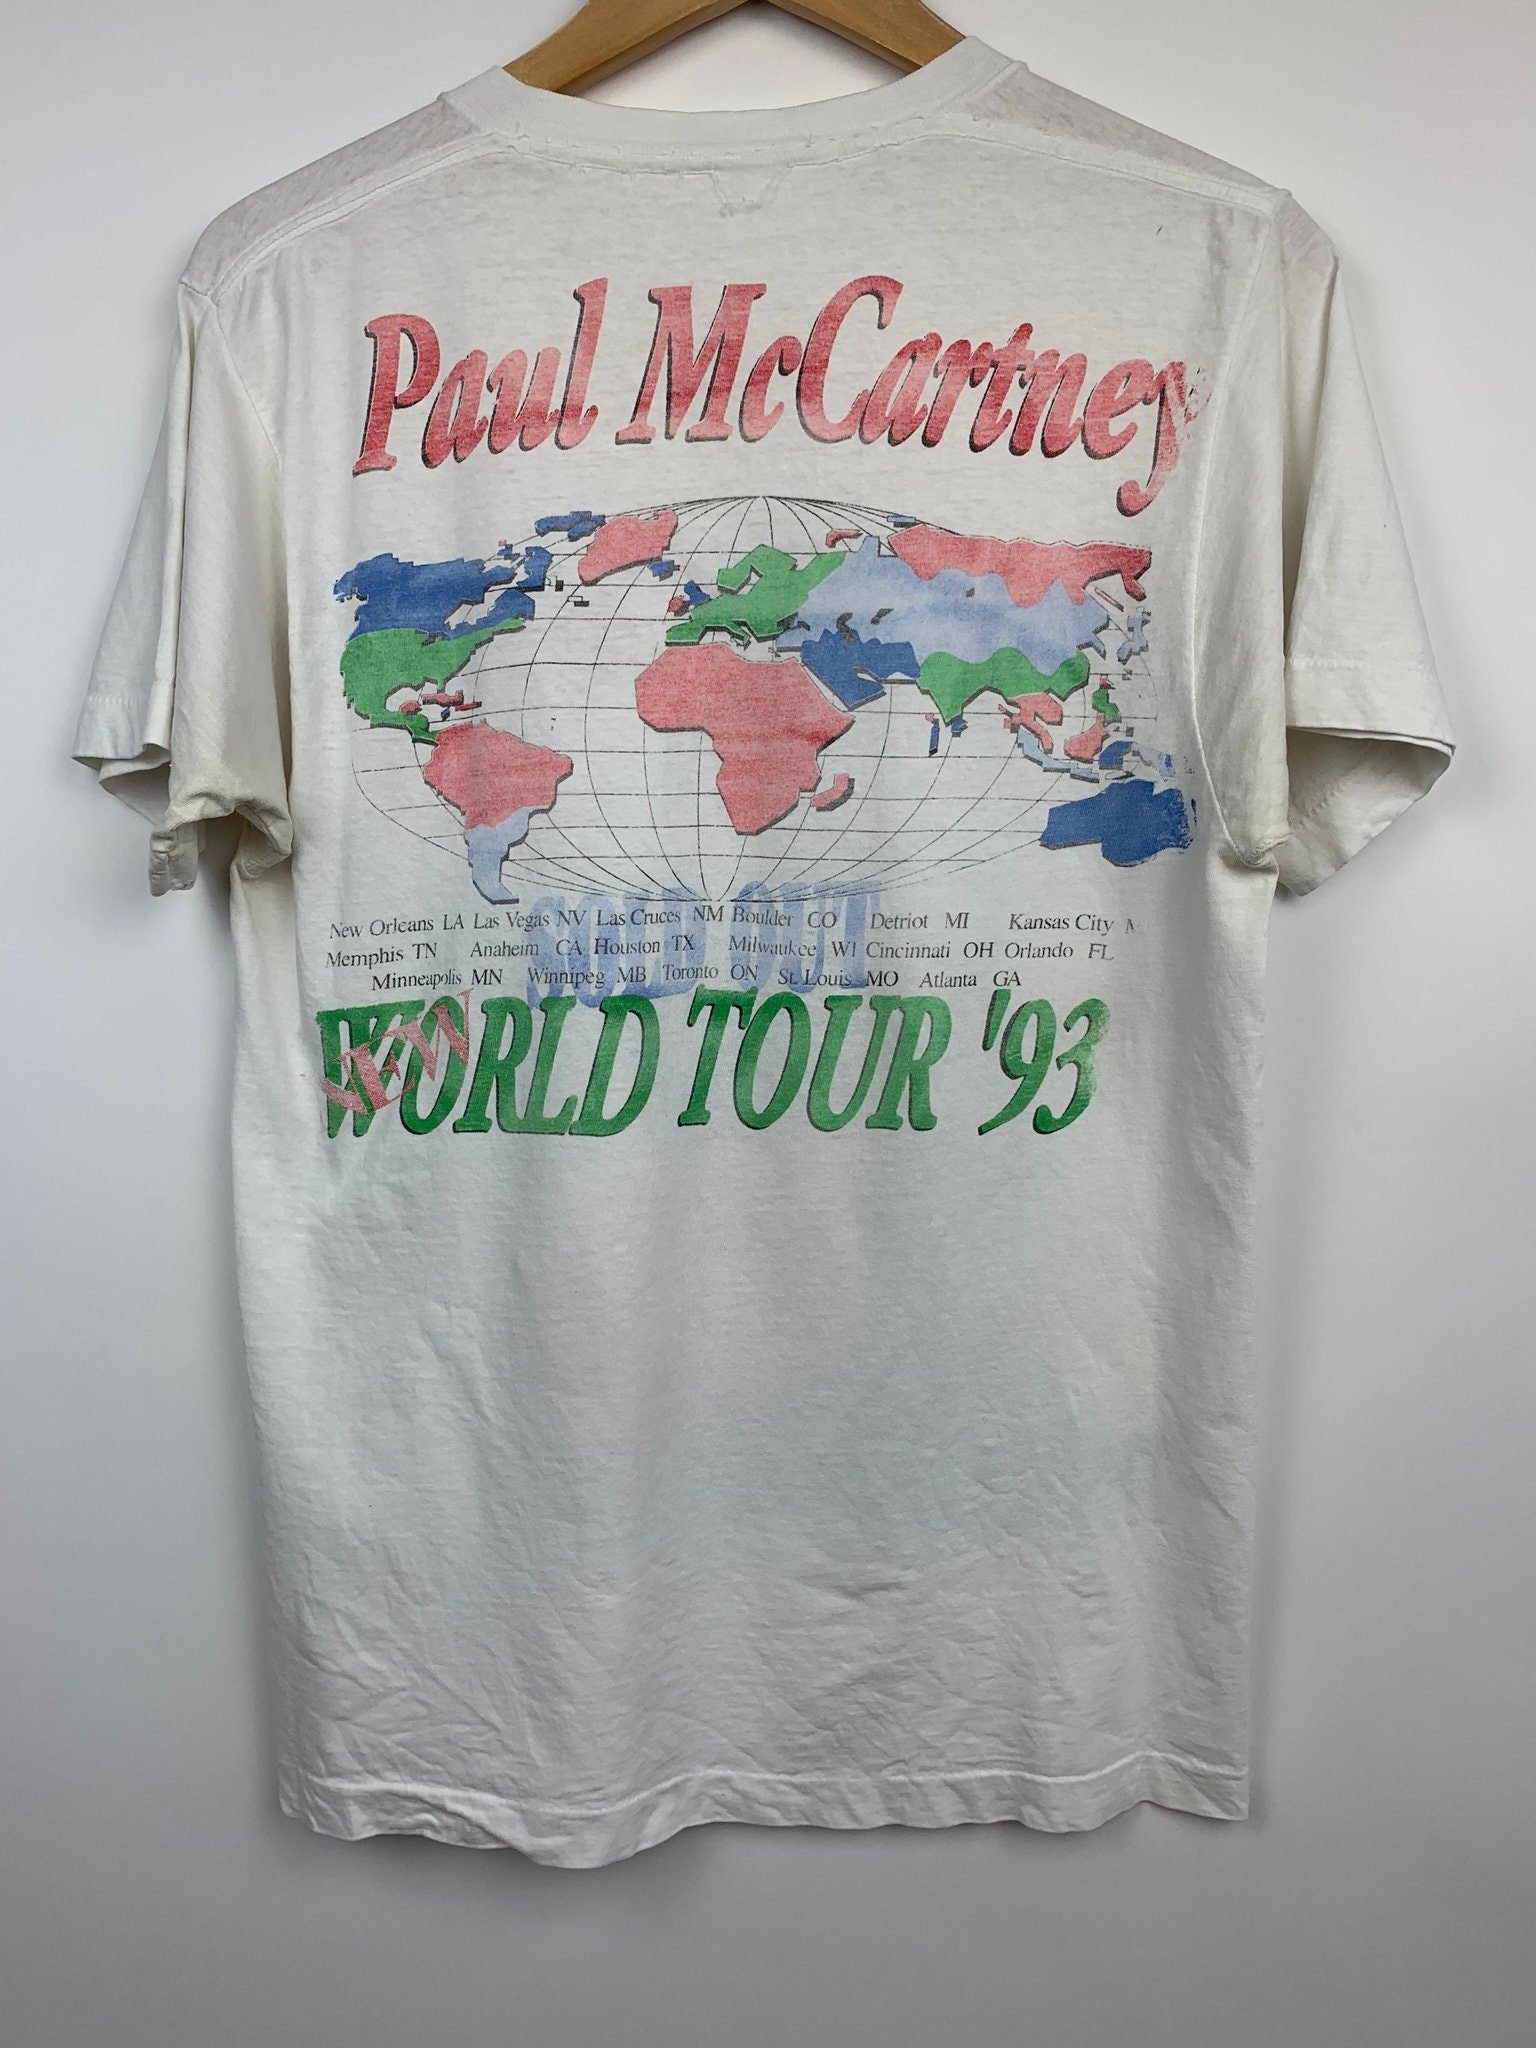 Paul McCartney
New Orleans LA Las Vegas NV Las Cruces NM Boulder CO Detriot MI Kansas City
Memphis TN Anaheim CA Houston TX Milwaukee WI Cincinnati OH Orlando FL
Minneapolis MN Winnipeg MB Toronto ON St. Louis MO Atlanta GA
SOLD OUT
NEW
WORLD TOUR '93